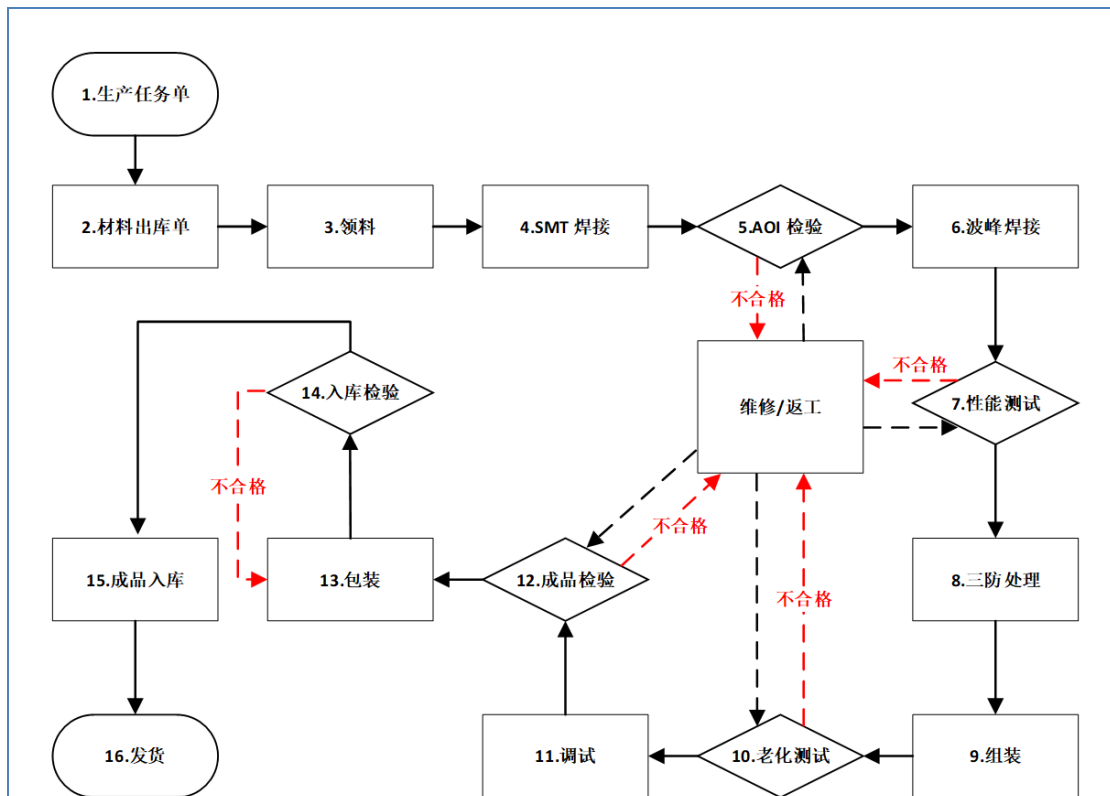 1.生产任务单
2.材料出库单
3.领料
4.SMT 焊接
5.AOI 检验
6.波峰焊接
不合格
不合格
14.入库检验
维修/返工
7.性能测试
不合格
不合格
15.成品入库
13.包装
12.成品检验
8.三防处理
不合格
16.发货
11.调试
10.老化测试
9.组装